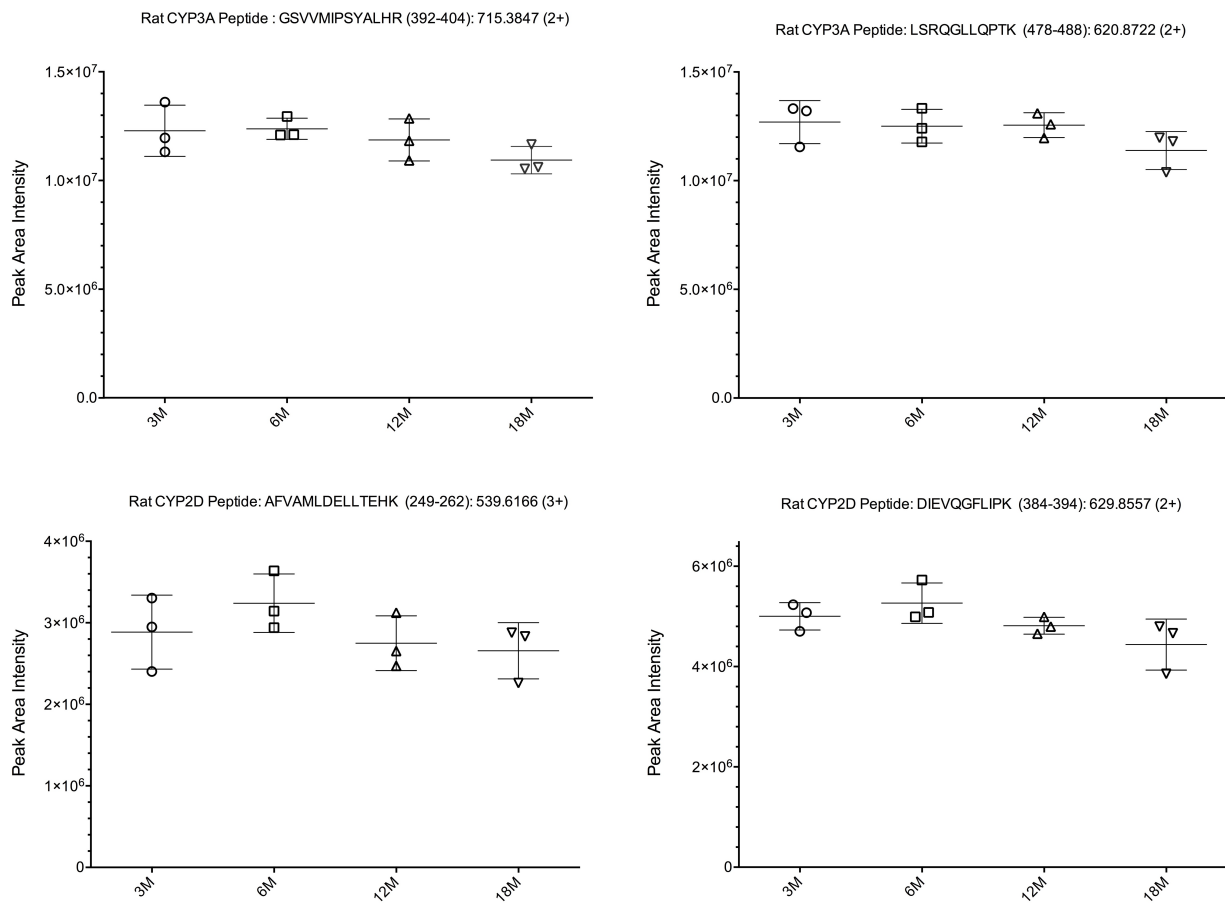 Rat CYP3A Peptide : GSVVMIPSYALHR (392-404): 715.3847 (2+)
1.5×10⁷
1.0×10⁷
5.0×10⁶
0.0
Peak Area Intensity
3M
6M
12M
18M
Rat CYP3A Peptide: LSRQGLLQPTK (478-488): 620.8722 (2+)
1.5×10⁷
1.0×10⁷
5.0×10⁶
0.0
Peak Area Intensity
3M
6M
12M
18M
Rat CYP2D Peptide: AFVAMLDELLTEHK (249-262): 539.6166 (3+)
4×10⁶
3×10⁶
2×10⁶
1×10⁶
0
Peak Area Intensity
3M
6M
12M
18M
Rat CYP2D Peptide: DIEVQGFLIPK (384-394): 629.8557 (2+)
6×10⁶
4×10⁶
2×10⁶
0
Peak Area Intensity
3M
6M
12M
18M